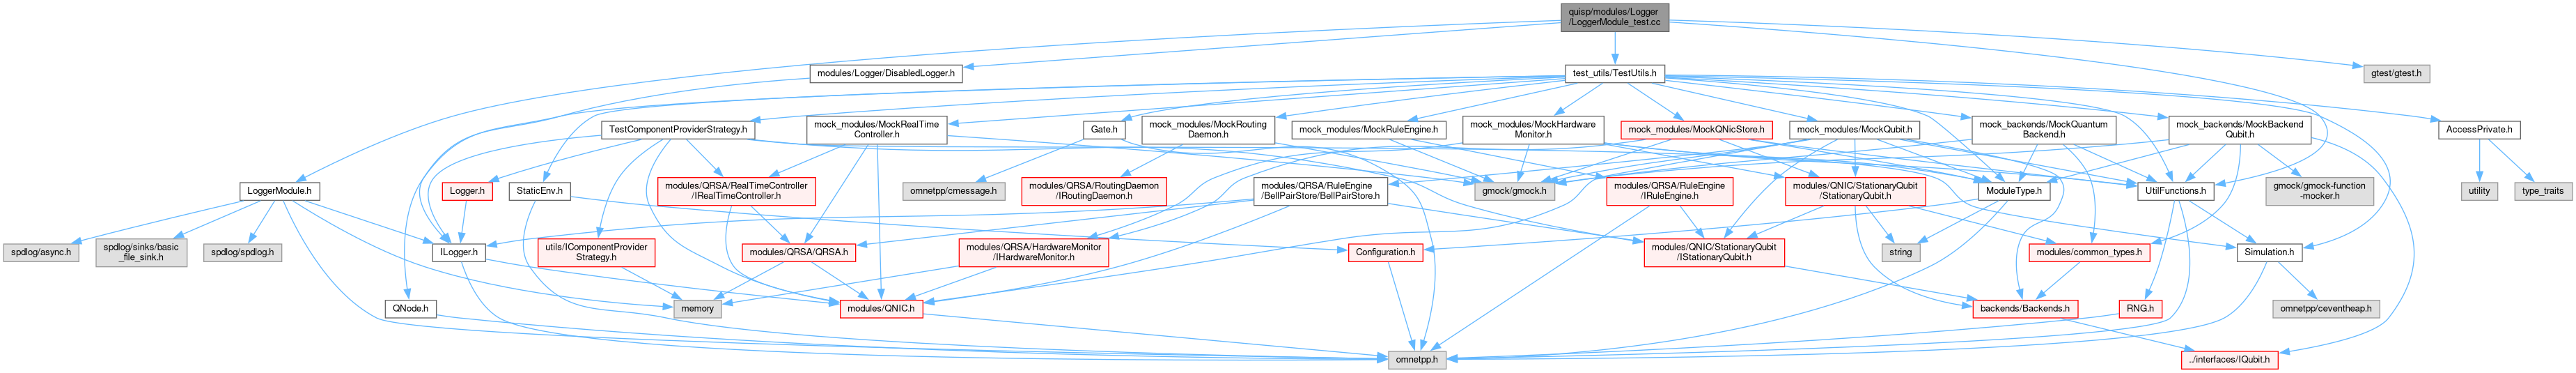 quisp/modules/Logger
/LoggerModule_test.cc
modules/Logger/DisabledLogger.h
test_utils/TestUtils.h
gtest/gtest.h
TestComponentProviderStrategy.h
mock_modules/MockRealTime
Controller.h
Gate.h
mock_modules/MockRouting
Daemon.h
mock_modules/MockRuleEngine.h
mock_modules/MockHardware
Monitor.h
mock_modules/MockQNicStore.h
mock_modules/MockQubit.h
mock_backends/MockQuantum
Backend.h
mock_backends/MockBackend
Qubit.h
AccessPrivate.h
LoggerModule.h
Logger.h
StaticEnv.h
modules/QRSA/RealTimeController
/IRealTimeController.h
omnetpp/cmessage.h
modules/QRSA/RoutingDaemon
/IRoutingDaemon.h
modules/QRSA/RuleEngine
/BellPairStore/BellPairStore.h
gmock/gmock.h
modules/QRSA/RuleEngine
/IRuleEngine.h
modules/QNIC/StationaryQubit
/StationaryQubit.h
ModuleType.h
UtilFunctions.h
gmock/gmock-function
-mocker.h
utility
type_traits
spdlog/async.h
spdlog/sinks/basic
_file_sink.h
spdlog/spdlog.h
ILogger.h
utils/IComponentProvider
Strategy.h
modules/QRSA/QRSA.h
modules/QRSA/HardwareMonitor
/IHardwareMonitor.h
Configuration.h
modules/QNIC/StationaryQubit
/IStationaryQubit.h
string
modules/common_types.h
Simulation.h
QNode.h
memory
modules/QNIC.h
backends/Backends.h
RNG.h
omnetpp/ceventheap.h
omnetpp.h
../interfaces/IQubit.h